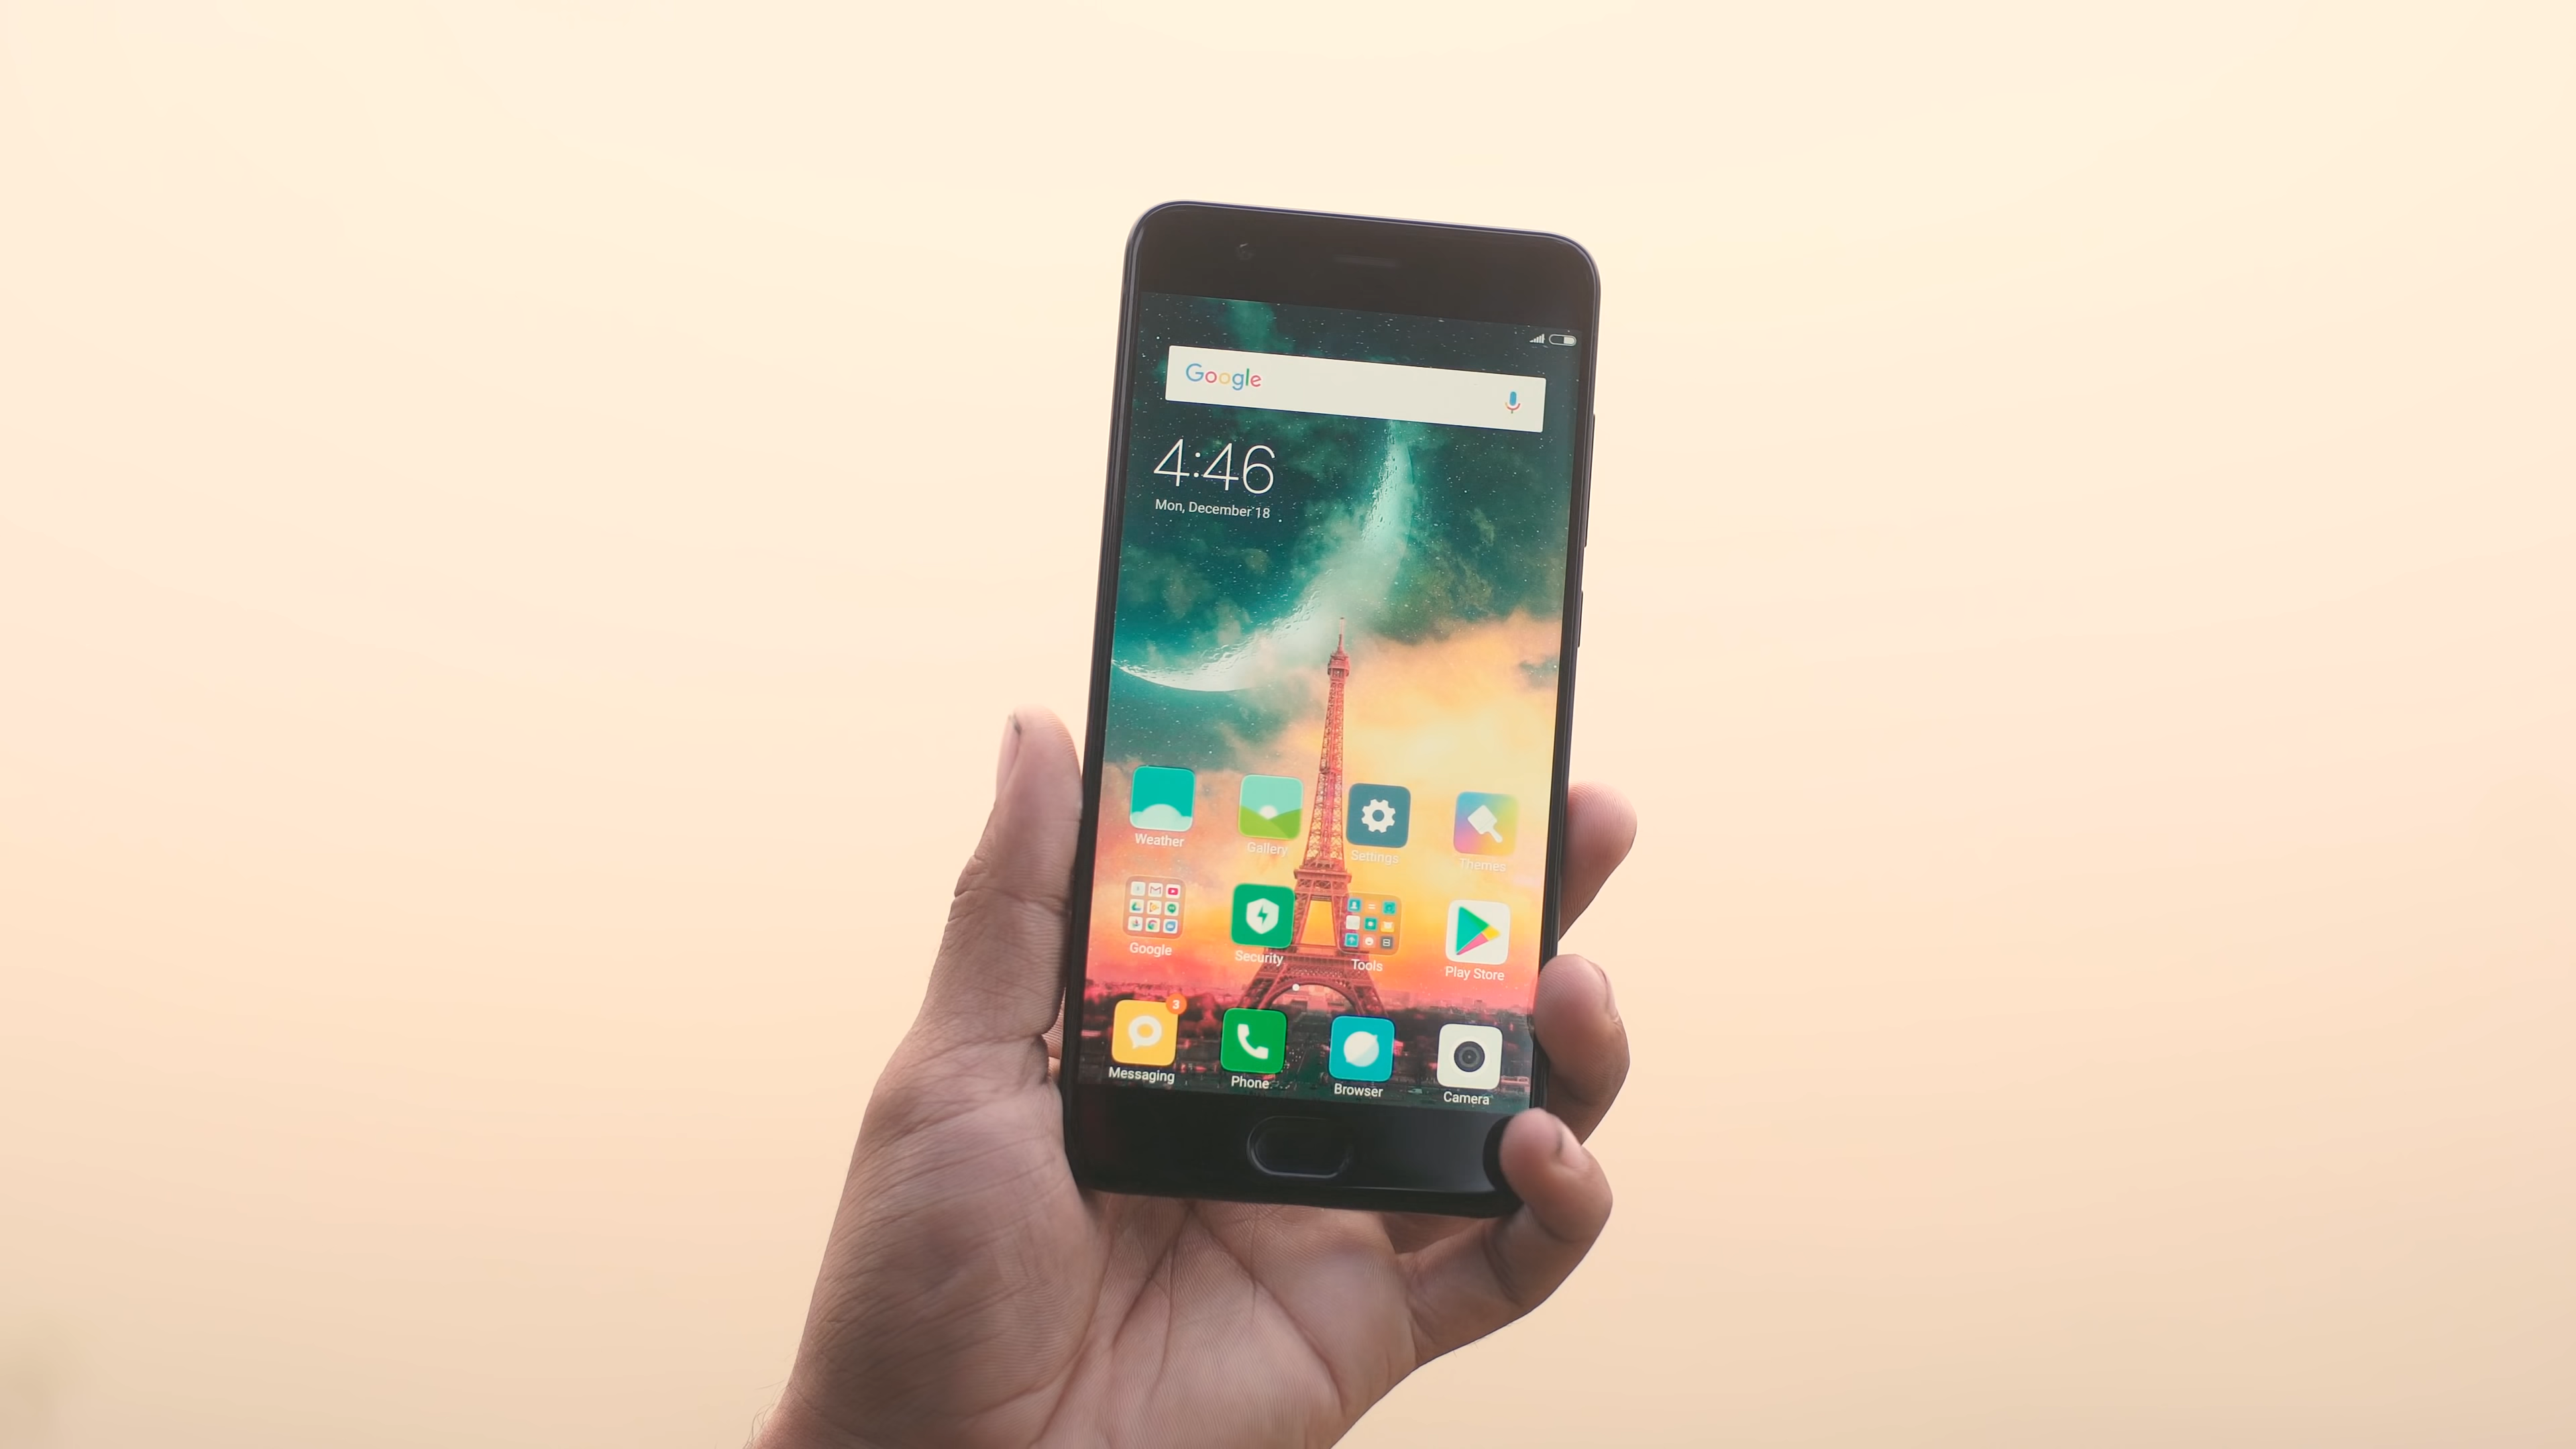 Google
4:46
Mon, December 18
Weather
Gallery
Settings
Themes
Google
Security
Tools
Play Store
3
Messaging
Phone
Browser
Camera